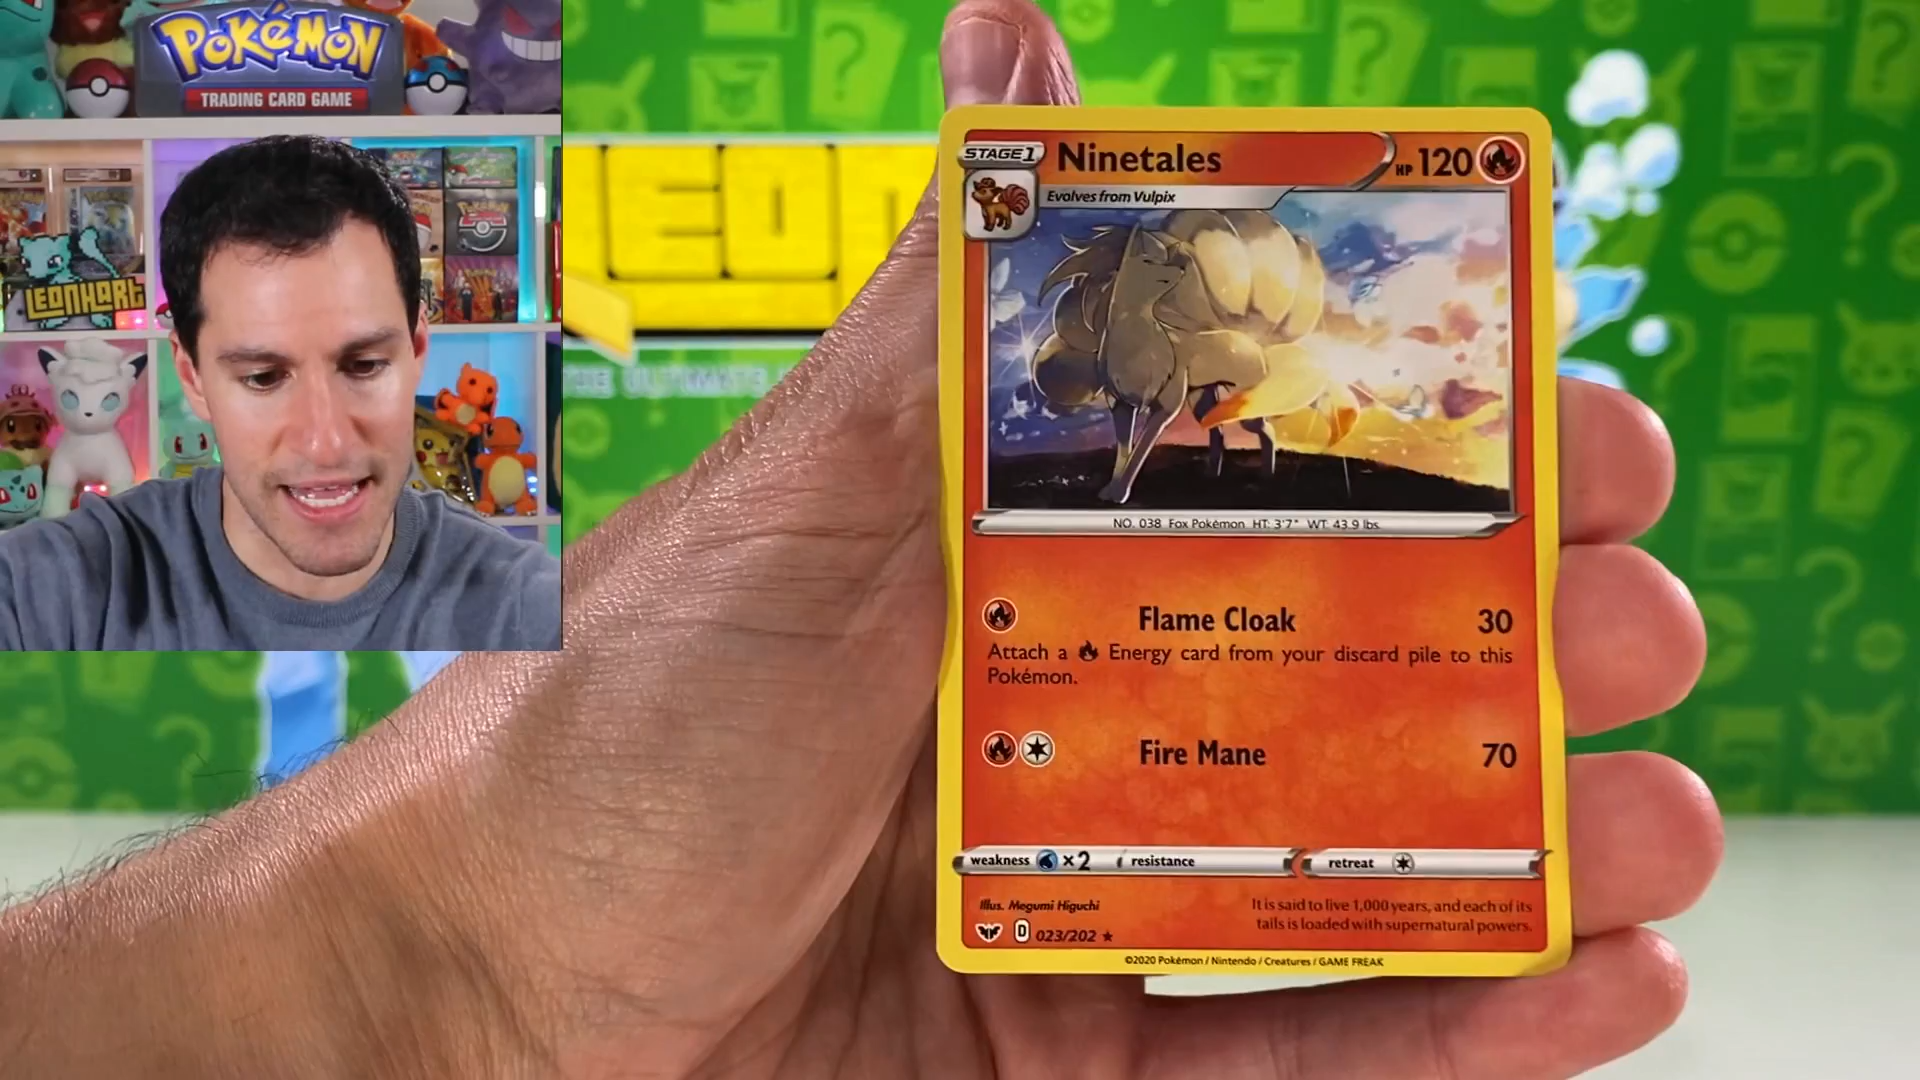 POKéMON
TRADING CARD GAME
LEONHART
LEON
THE ULTIMATE
STAGE 1
Ninetales
HP 120
Evolves from Vulpix
NO. 038 Fox Pokémon HT: 3'7" WT: 43.9 lbs.
Flame Cloak 30
Attach a Energy card from your discard pile to this
Pokémon.
Fire Mane 70
weakness ×2 resistance retreat
Illus. Megumi Higuchi
It is said to live 1,000 years, and each of its
tails is loaded with supernatural powers.
D 023/202 ★
©2020 Pokémon / Nintendo / Creatures / GAME FREAK